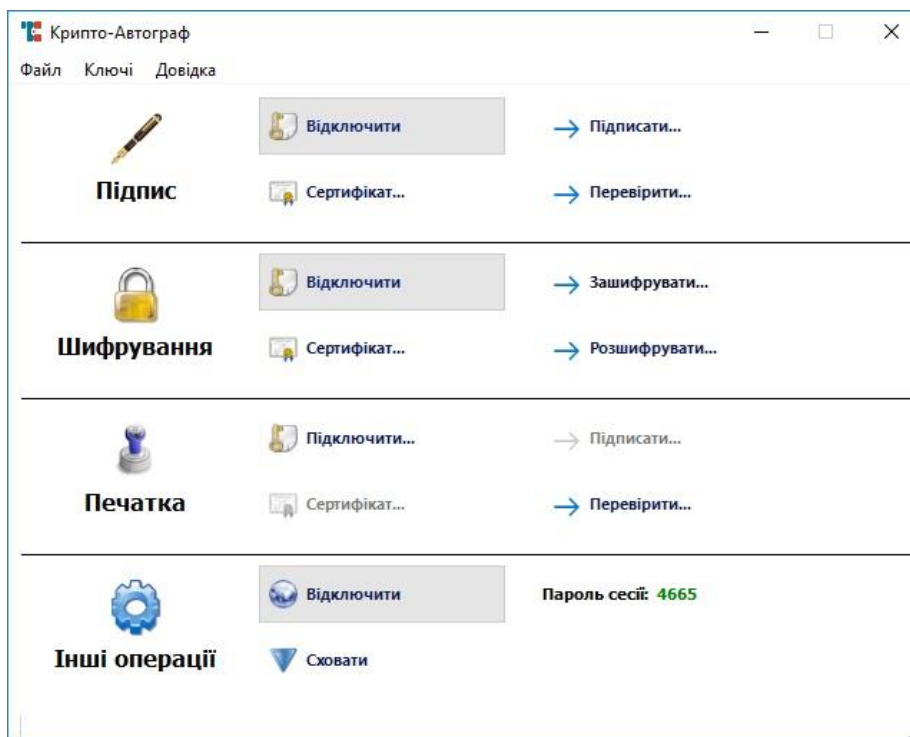 Крипто-Автограф
Файл Ключі Довідка
Відключити Підписати...
Підпис
Сертифікат... Перевірити...
Відключити Зашифрувати...
Шифрування
Сертифікат... Розшифрувати...
Підключити... Підписати...
Печатка
Сертифікат... Перевірити...
Відключити Пароль сесії: 4665
Інші операції
Сховати